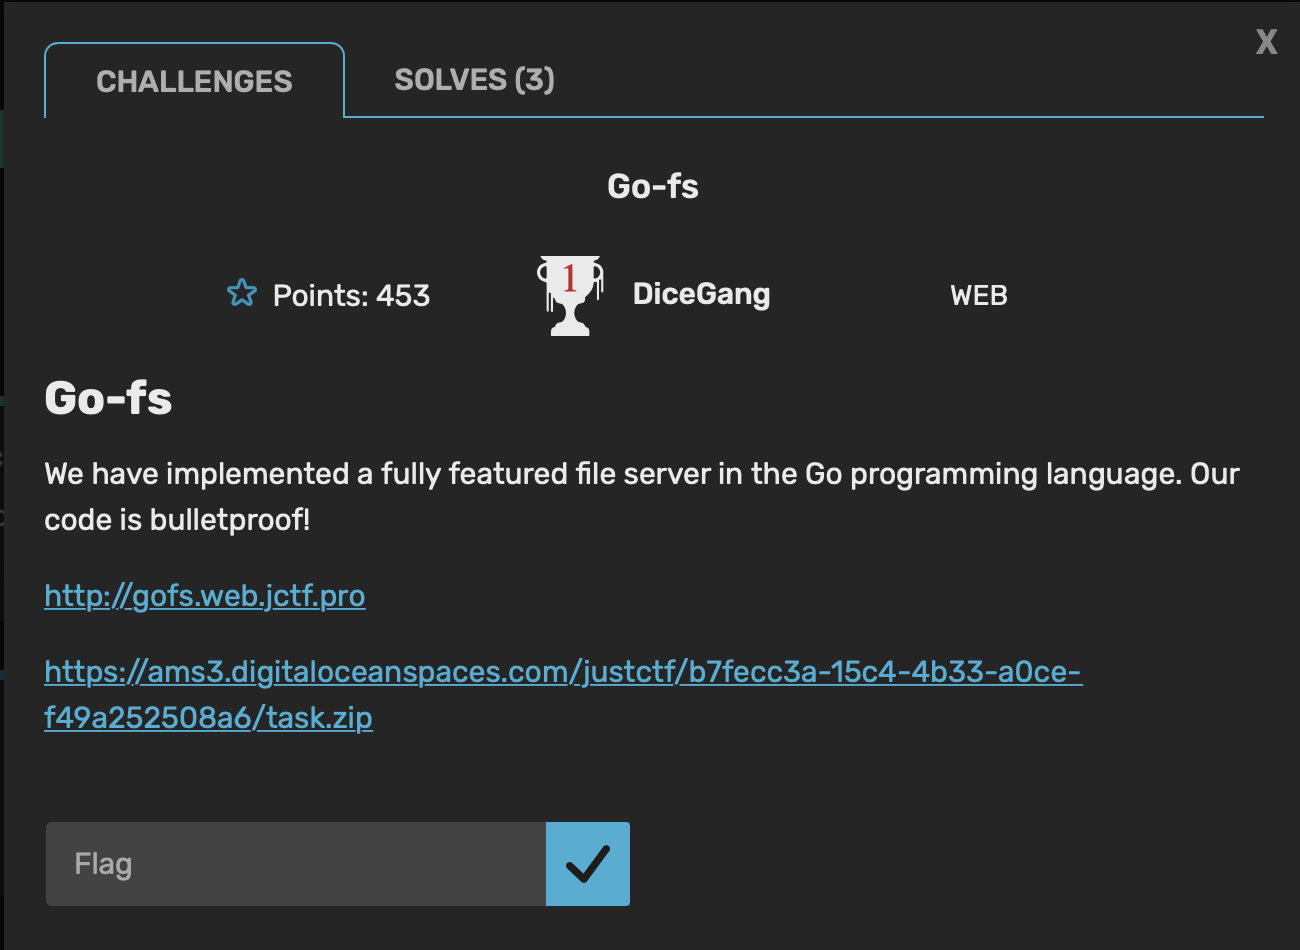 X
CHALLENGES
SOLVES (3)
Go-fs
Points: 453
1
DiceGang
WEB
Go-fs
We have implemented a fully featured file server in the Go programming language. Our
code is bulletproof!
http://gofs.web.jctf.pro
https://ams3.digitaloceanspaces.com/justctf/b7fecc3a-15c4-4b33-a0ce-
f49a252508a6/task.zip
Flag